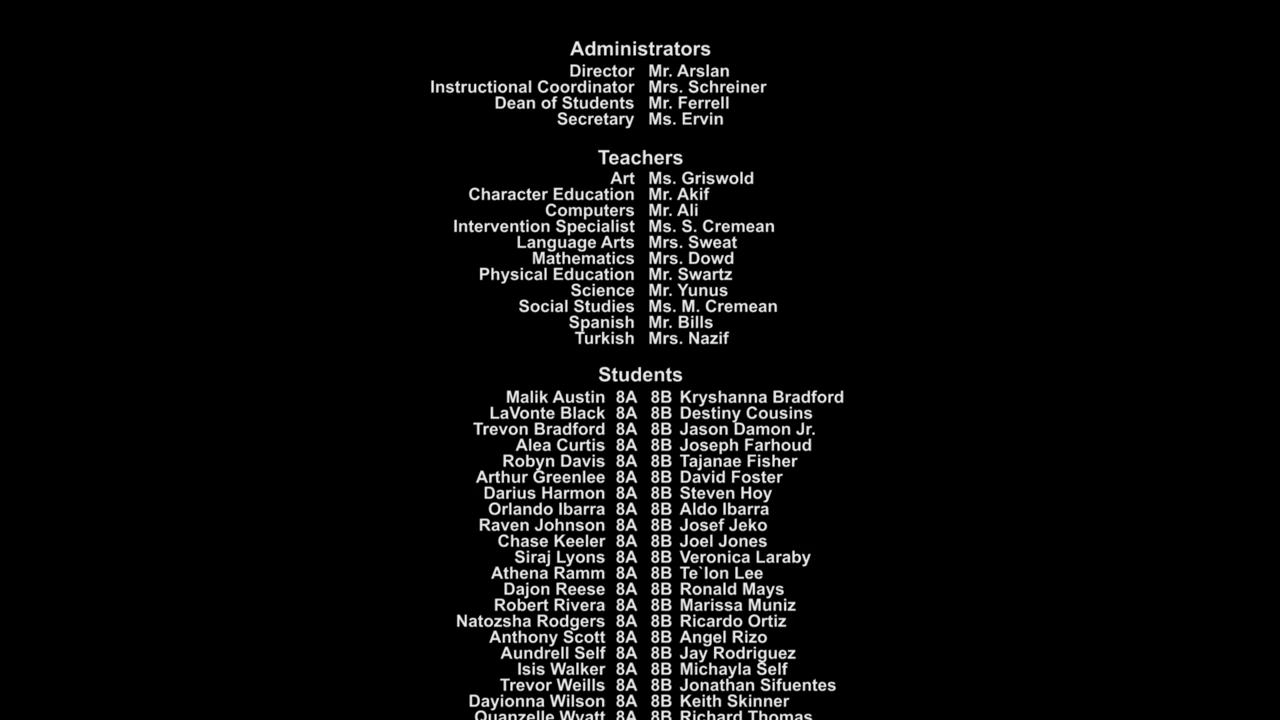 Administrators
Director Mr. Arslan
Instructional Coordinator Mrs. Schreiner
Dean of Students Mr. Ferrell
Secretary Ms. Ervin
Teachers
Art Ms. Griswold
Character Education Mr. Akif
Computers Mr. Ali
Intervention Specialist Ms. S. Cremean
Language Arts Mrs. Sweat
Mathematics Mrs. Dowd
Physical Education Mr. Swartz
Science Mr. Yunus
Social Studies Ms. M. Cremean
Spanish Mr. Bills
Turkish Mrs. Nazif
Students
Malik Austin 8A 8B Kryshanna Bradford
LaVonte Black 8A 8B Destiny Cousins
Trevon Bradford 8A 8B Jason Damon Jr.
Alea Curtis 8A 8B Joseph Farhoud
Robyn Davis 8A 8B Tajanae Fisher
Arthur Greenlee 8A 8B David Foster
Darius Harmon 8A 8B Steven Hoy
Orlando Ibarra 8A 8B Aldo Ibarra
Raven Johnson 8A 8B Josef Jeko
Chase Keeler 8A 8B Joel Jones
Siraj Lyons 8A 8B Veronica Laraby
Athena Ramm 8A 8B Te`lon Lee
Dajon Reese 8A 8B Ronald Mays
Robert Rivera 8A 8B Marissa Muniz
Natozsha Rodgers 8A 8B Ricardo Ortiz
Anthony Scott 8A 8B Angel Rizo
Aundrell Self 8A 8B Jay Rodriguez
Isis Walker 8A 8B Michayla Self
Trevor Weills 8A 8B Jonathan Sifuentes
Dayionna Wilson 8A 8B Keith Skinner
Quanzelle Wyatt 8A 8B Richard Thomas